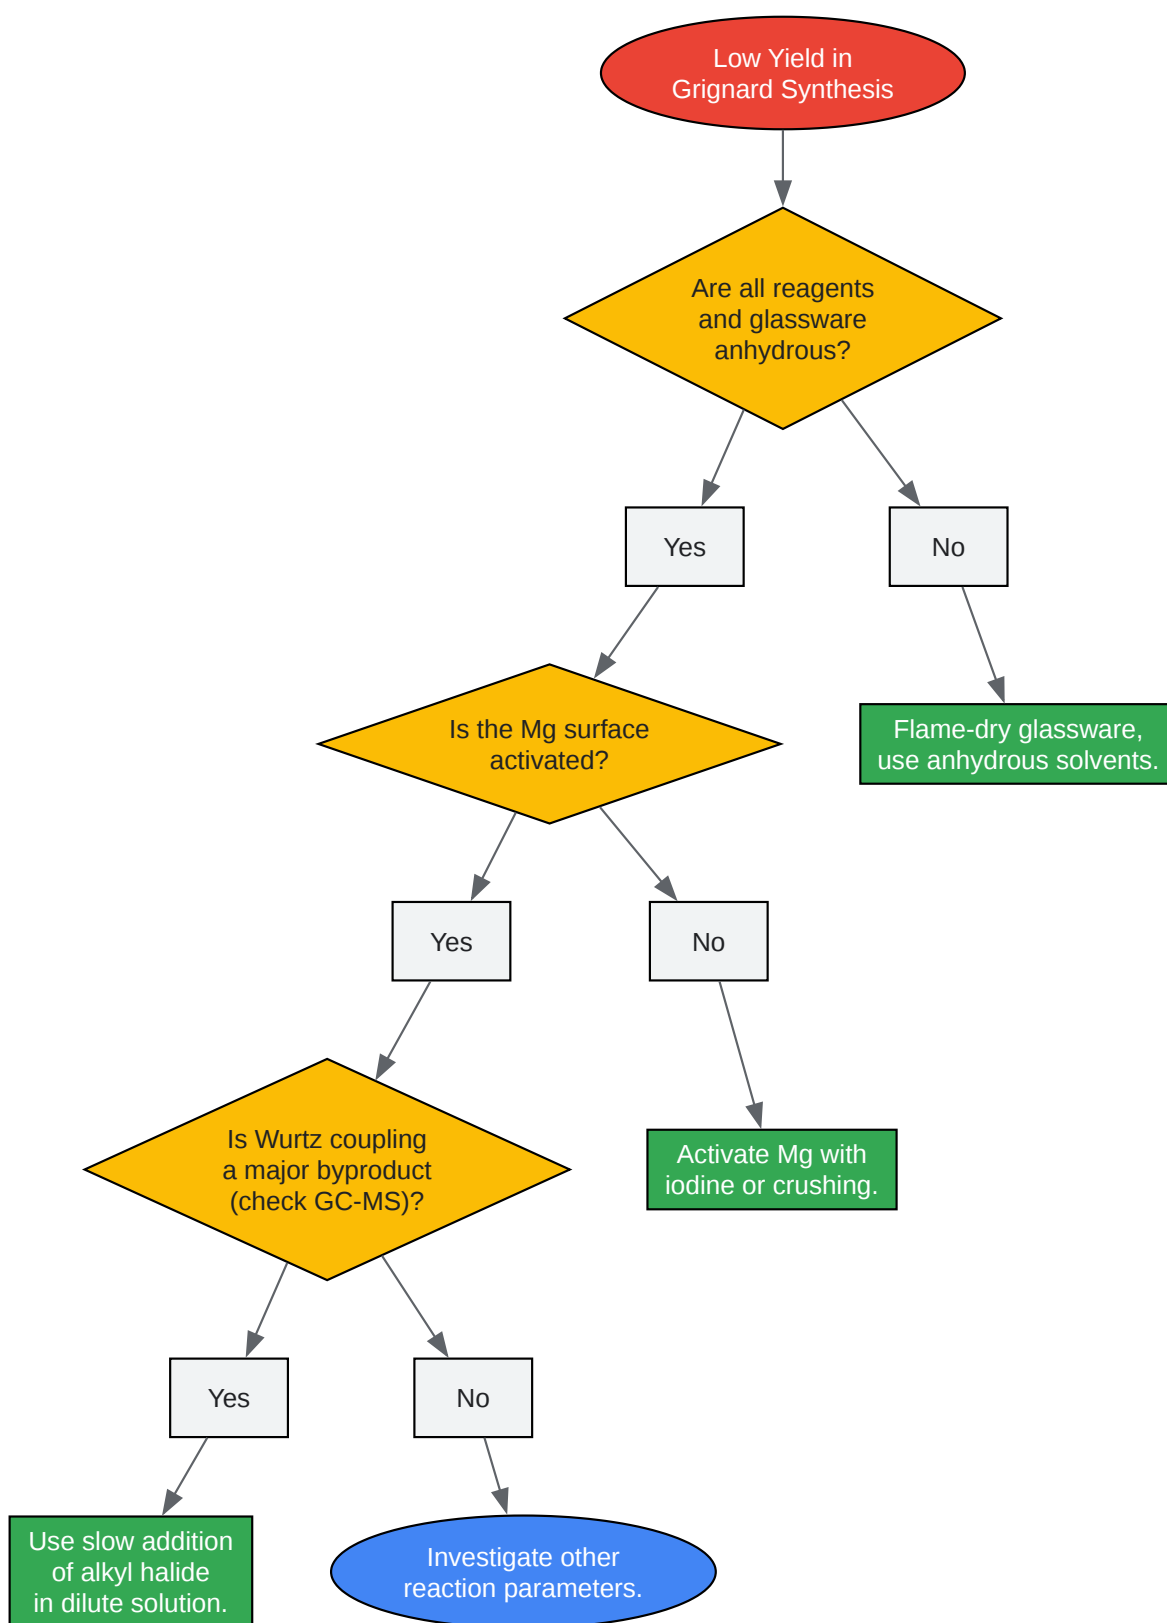 Low Yield in
Grignard Synthesis
Are all reagents
and glassware
anhydrous?
Yes
No
Is the Mg surface
activated?
Flame-dry glassware,
use anhydrous solvents.
Yes
No
Is Wurtz coupling
a major byproduct
(check GC-MS)?
Activate Mg with
iodine or crushing.
Yes
No
Use slow addition
of alkyl halide
in dilute solution.
Investigate other
reaction parameters.